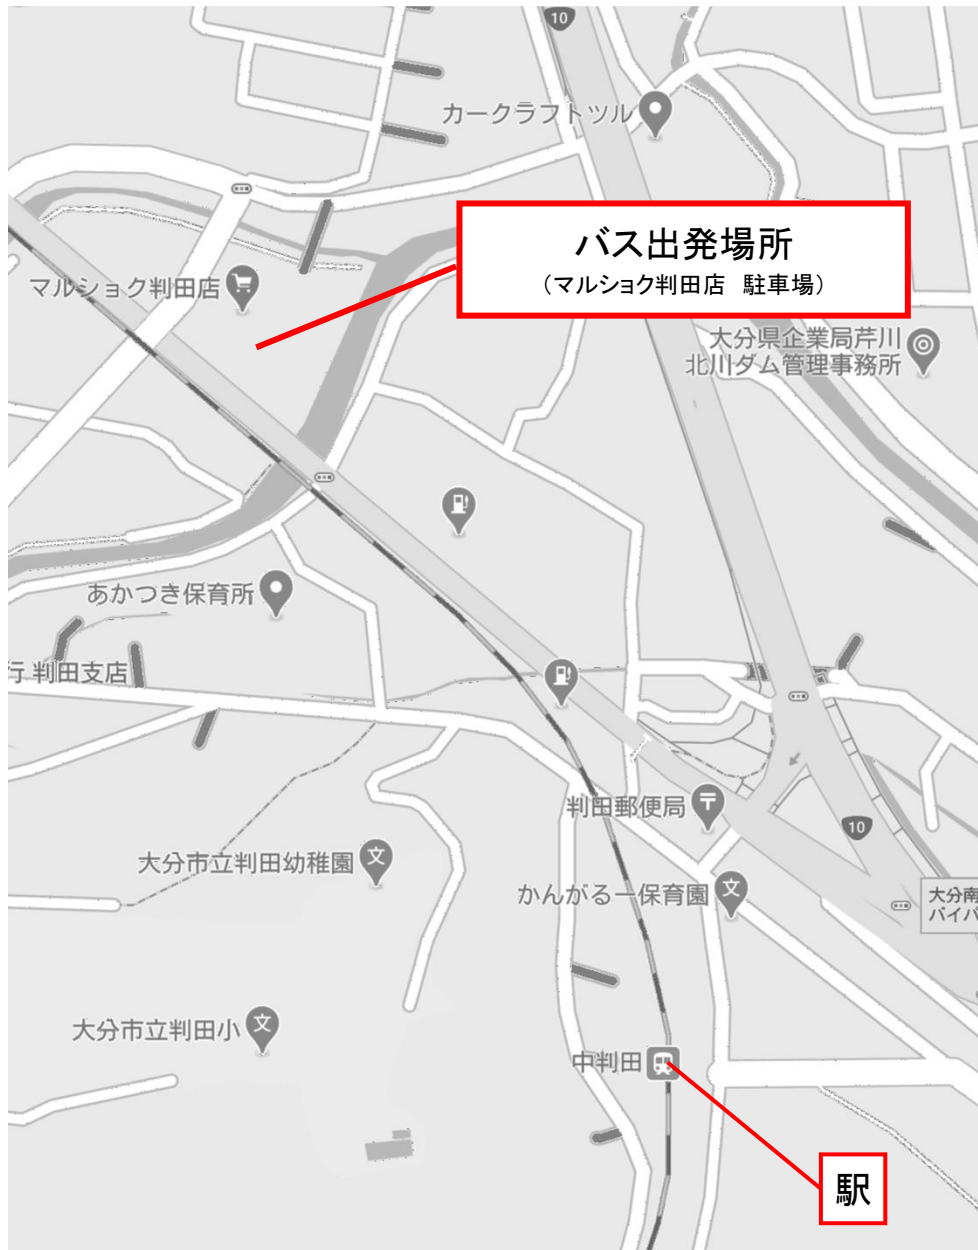 10
カークラフトツル
バス出発場所
（マルショク判田店　駐車場）
マルショク判田店
大分県企業局芹川
北川ダム管理事務所
あかつき保育所
行 判田支店
判田郵便局
10
大分市立判田幼稚園
かんがるー保育園
大分南
バイパ
大分市立判田小
中判田
駅